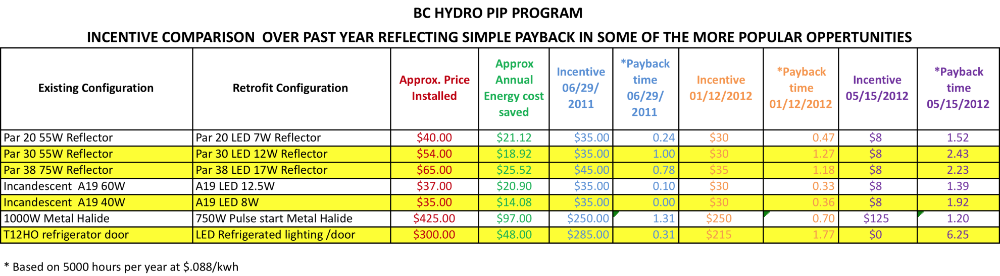 BC HYDRO PIP PROGRAM
INCENTIVE COMPARISON OVER PAST YEAR REFLECTING SIMPLE PAYBACK IN SOME OF THE MORE POPULAR OPPERTUNITIES
Existing Configuration
Retrofit Configuration
Approx. Price
Installed
Approx
Annual
Energy cost
saved
Incentive
06/29/
2011
*Payback
time
06/29/
2011
Incentive
01/12/2012
*Payback
time
01/12/2012
Incentive
05/15/2012
*Payback
time
05/15/2012
Par 20 55W Reflector Par 20 LED 7W Reflector $40.00 $21.12 $35.00 0.24 $30 0.47 $8 1.52
Par 30 55W Reflector Par 30 LED 12W Reflector $54.00 $18.92 $35.00 1.00 $30 1.27 $8 2.43
Par 38 75W Reflector Par 38 LED 17W Reflector $65.00 $25.52 $45.00 0.78 $35 1.18 $8 2.23
Incandescent A19 60W A19 LED 12.5W $37.00 $20.90 $35.00 0.10 $30 0.33 $8 1.39
Incandescent A19 40W A19 LED 8W $35.00 $14.08 $35.00 0.00 $30 0.36 $8 1.92
1000W Metal Halide 750W Pulse start Metal Halide $425.00 $97.00 $250.00 1.31 $250 0.70 $125 1.20
T12HO refrigerator door LED Refrigerated lighting /door $300.00 $48.00 $285.00 0.31 $215 1.77 $0 6.25
* Based on 5000 hours per year at $.088/kwh